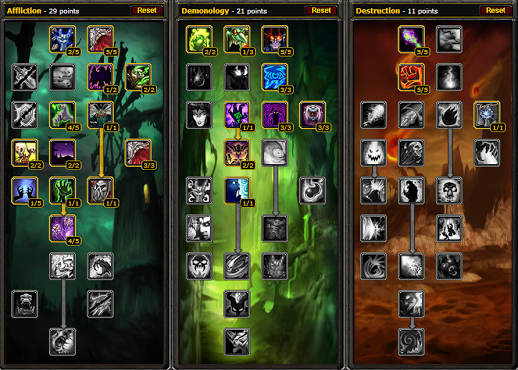 Affliction - 29 points Reset Demonology - 21 points Reset Destruction - 11 points Reset
2/5 5/5 2/2 1/3 5/5 5/5
1/2 2/2 3/3 5/5
4/5 1/1 1/1 3/3 3/3 1/1
2/2 2/2 3/3 2/2
1/5 1/1 1/1 1/1
4/5